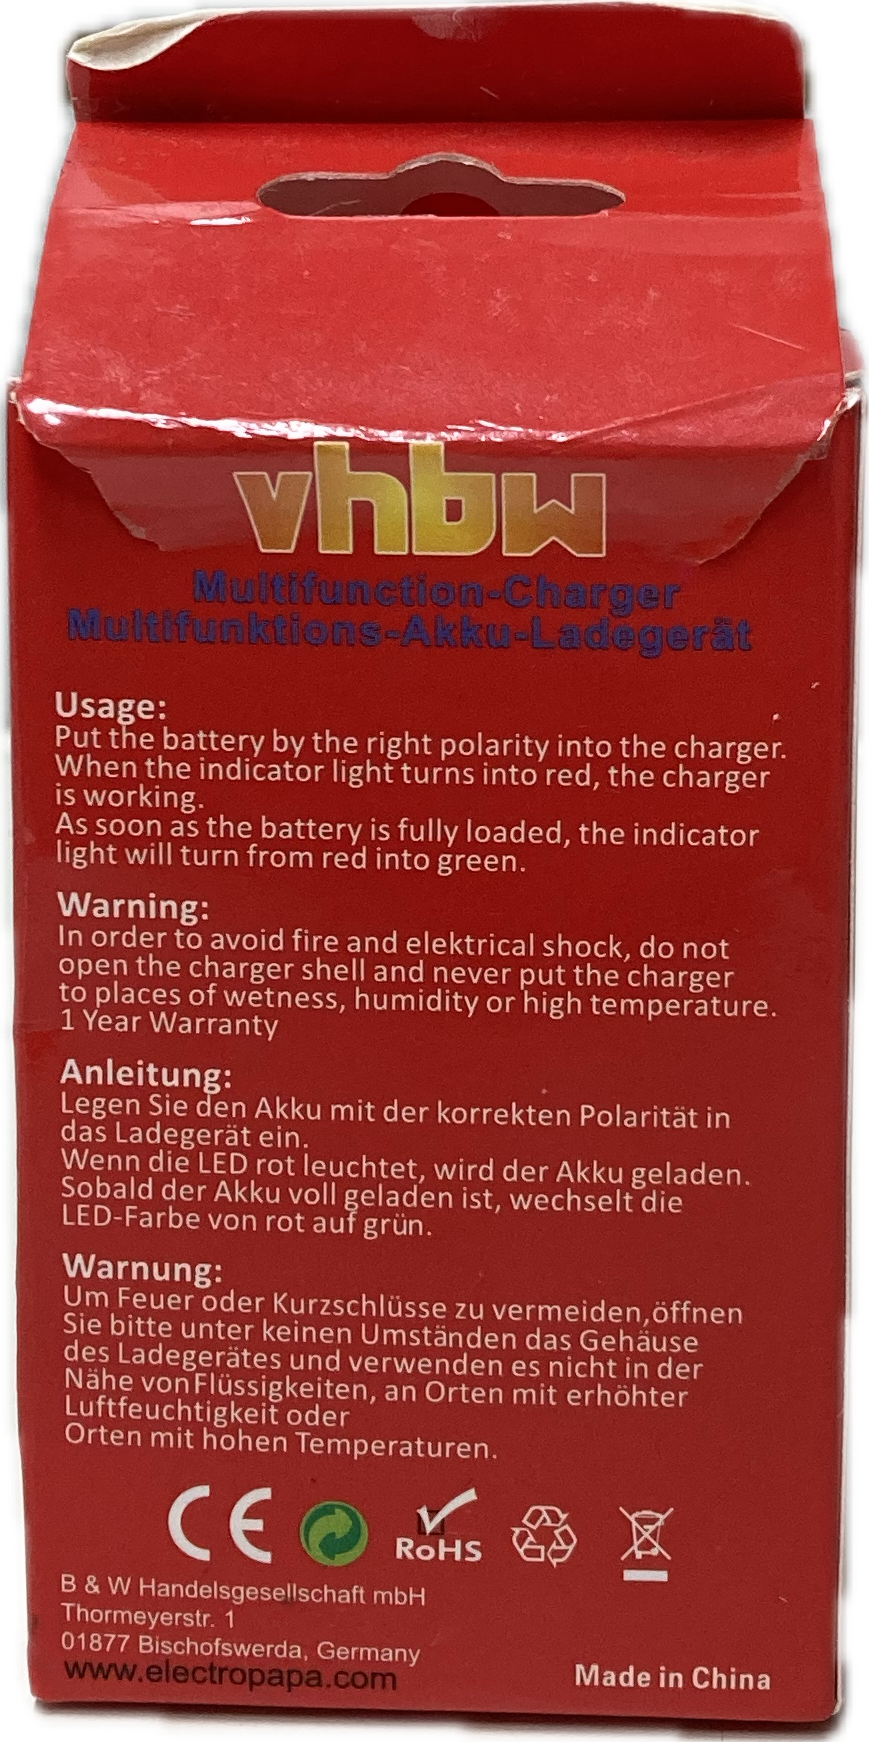 vhbw
Multifunction-Charger
Multifunktions-Akku-Ladegerät
Usage:
Put the battery by the right polarity into the charger.
When the indicator light turns into red, the charger
is working.
As soon as the battery is fully loaded, the indicator
light will turn from red into green.
Warning:
In order to avoid fire and elektrical shock, do not
open the charger shell and never put the charger
to places of wetness, humidity or high temperature.
1 Year Warranty
Anleitung:
Legen Sie den Akku mit der korrekten Polarität in
das Ladegerät ein.
Wenn die LED rot leuchtet, wird der Akku geladen.
Sobald der Akku voll geladen ist, wechselt die
LED-Farbe von rot auf grün.
Warnung:
Um Feuer oder Kurzschlüsse zu vermeiden,öffnen
Sie bitte unter keinen Umständen das Gehäuse
des Ladegerätes und verwenden es nicht in der
Nähe von Flüssigkeiten, an Orten mit erhöhter
Luftfeuchtigkeit oder
Orten mit hohen Temperaturen.
CE
RoHS
B & W Handelsgesellschaft mbH
Thormeyerstr. 1
01877 Bischofswerda, Germany
www.electropapa.com
Made in China